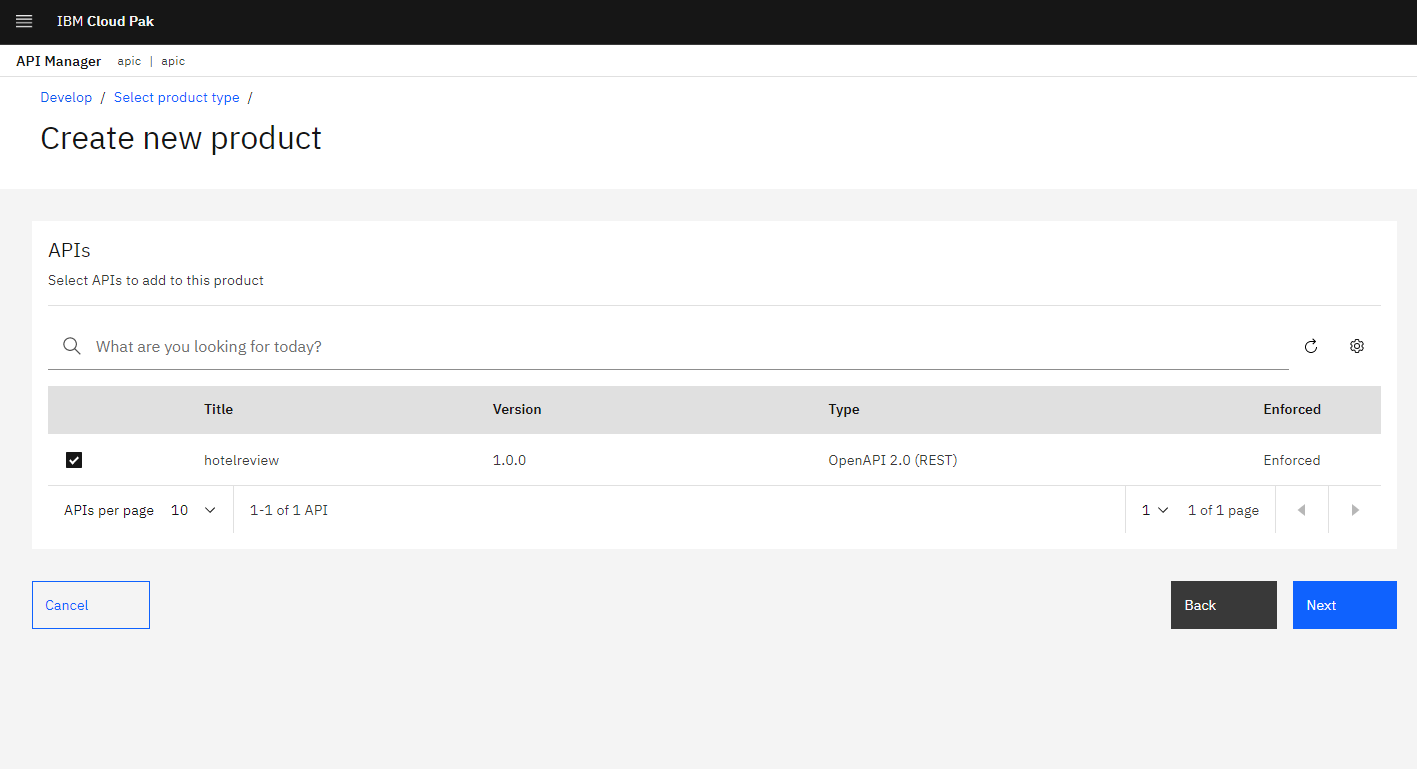 IBM Cloud Pak
API Manager apic | apic
Develop / Select product type /
Create new product
APIs
Select APIs to add to this product
What are you looking for today?
Title Version Type Enforced
hotelreview 1.0.0 OpenAPI 2.0 (REST) Enforced
APIs per page 10 1-1 of 1 API 1 1 of 1 page
Cancel Back Next